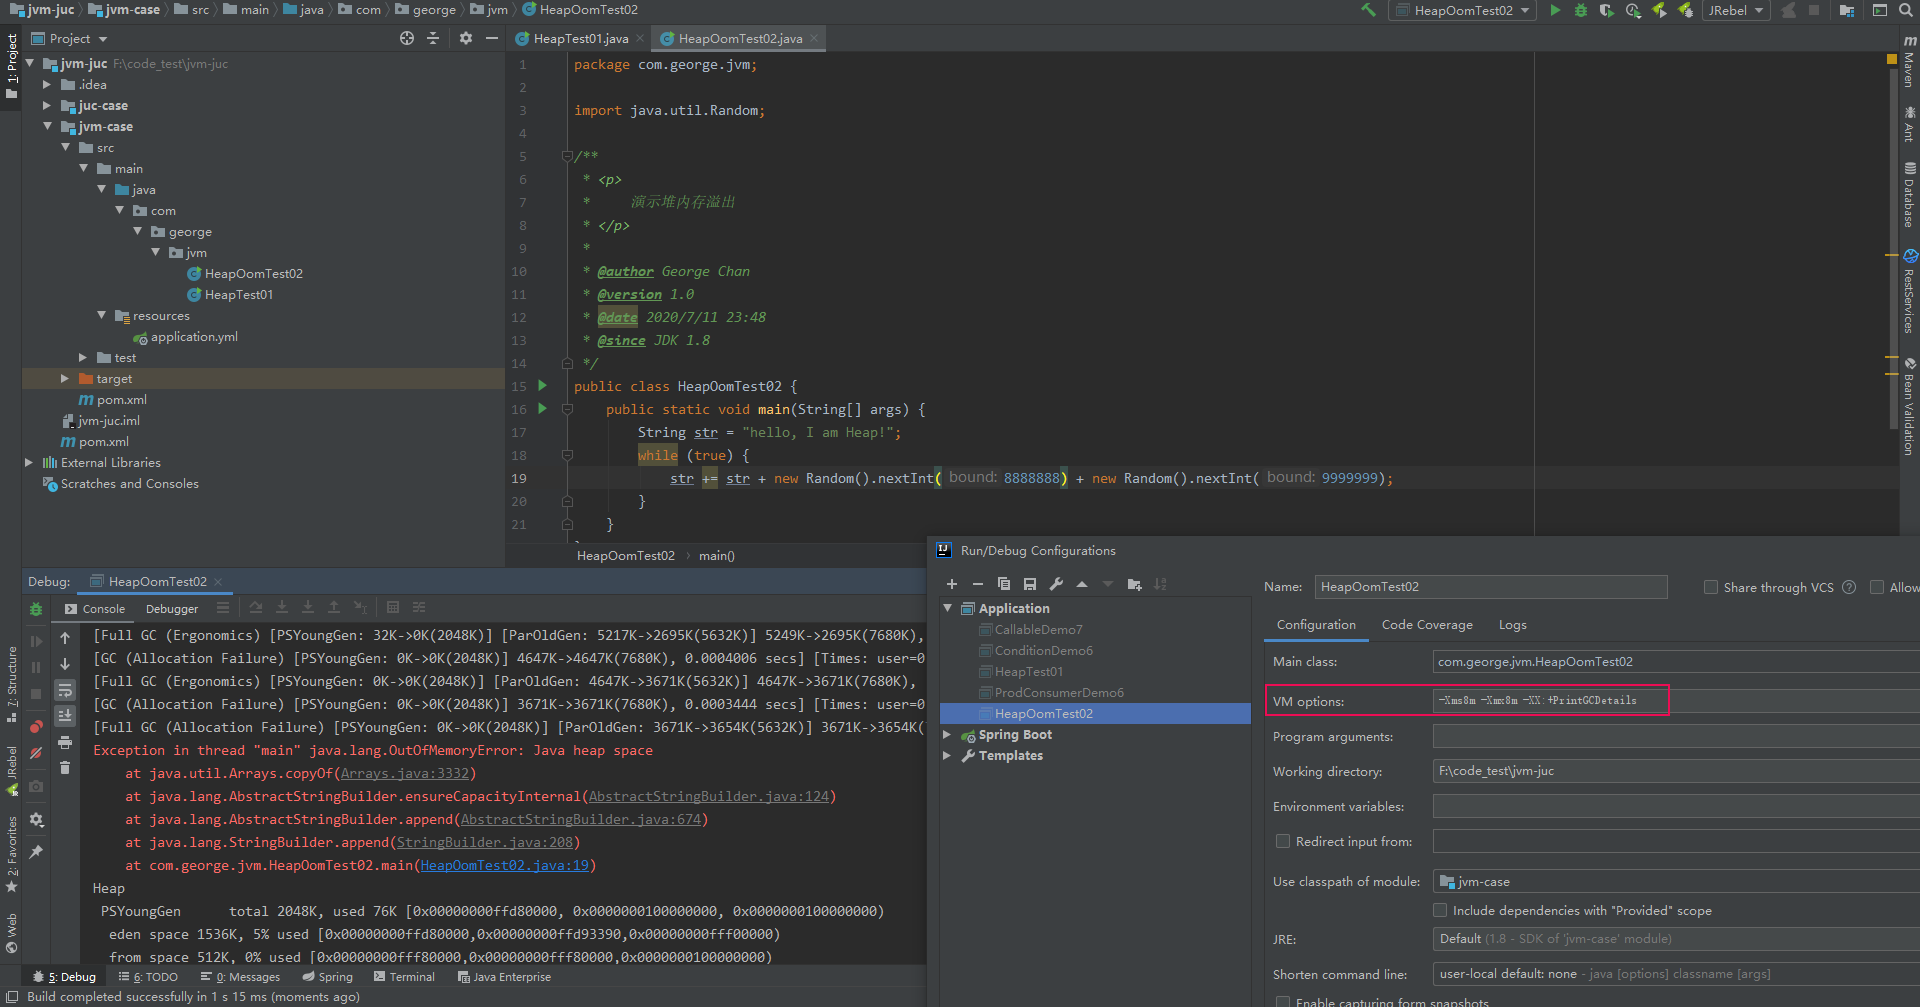 jvm-juc jvm-case src main java com george jvm HeapOomTest02
HeapOomTest02 JRebel
1: Project
Project
HeapTest01.java HeapOomTest02.java
jvm-juc F:\code_test\jvm-juc
.idea
juc-case
jvm-case
src
main
java
com
george
jvm
HeapOomTest02
HeapTest01
resources
application.yml
test
target
pom.xml
jvm-juc.iml
pom.xml
External Libraries
Scratches and Consoles
1 package com.george.jvm;
2
3 import java.util.Random;
4
5 /**
6 * <p>
7 * 演示堆内存溢出
8 * </p>
9 *
10 * @author George Chan
11 * @version 1.0
12 * @date 2020/7/11 23:48
13 * @since JDK 1.8
14 */
15 public class HeapOomTest02 {
16 public static void main(String[] args) {
17 String str = "hello, I am Heap!";
18 while (true) {
19 str += str + new Random().nextInt( bound: 8888888) + new Random().nextInt( bound: 9999999);
20 }
21 }
HeapOomTest02 main()
Maven
Ant
Database
RestServices
Bean Validation
Debug: HeapOomTest02
Console Debugger
[Full GC (Ergonomics) [PSYoungGen: 32K->0K(2048K)] [ParOldGen: 5217K->2695K(5632K)] 5249K->2695K(7680K),
[GC (Allocation Failure) [PSYoungGen: 0K->0K(2048K)] 4647K->4647K(7680K), 0.0004006 secs] [Times: user=0
[Full GC (Ergonomics) [PSYoungGen: 0K->0K(2048K)] [ParOldGen: 4647K->3671K(5632K)] 4647K->3671K(7680K),
[GC (Allocation Failure) [PSYoungGen: 0K->0K(2048K)] 3671K->3671K(7680K), 0.0003444 secs] [Times: user=0
[Full GC (Allocation Failure) [PSYoungGen: 0K->0K(2048K)] [ParOldGen: 3671K->3654K(5632K)] 3671K->3654K(
Exception in thread "main" java.lang.OutOfMemoryError: Java heap space
at java.util.Arrays.copyOf(Arrays.java:3332)
at java.lang.AbstractStringBuilder.ensureCapacityInternal(AbstractStringBuilder.java:124)
at java.lang.AbstractStringBuilder.append(AbstractStringBuilder.java:674)
at java.lang.StringBuilder.append(StringBuilder.java:208)
at com.george.jvm.HeapOomTest02.main(HeapOomTest02.java:19)
Heap
PSYoungGen total 2048K, used 76K [0x00000000ffd80000, 0x0000000100000000, 0x0000000100000000)
eden space 1536K, 5% used [0x00000000ffd80000,0x00000000ffd93390,0x00000000fff00000)
from space 512K, 0% used [0x00000000fff80000,0x00000000fff80000,0x0000000100000000)
7: Structure
JRebel
2: Favorites
Web
5: Debug 6: TODO 0: Messages Spring Terminal Java Enterprise
Build completed successfully in 1 s 15 ms (moments ago)
Run/Debug Configurations
Application
CallableDemo7
ConditionDemo6
HeapTest01
ProdConsumerDemo6
HeapOomTest02
Spring Boot
Templates
Name: HeapOomTest02 Share through VCS Allow
Configuration Code Coverage Logs
Main class: com.george.jvm.HeapOomTest02
VM options: -Xms8m -Xmx8m -XX:+PrintGCDetails
Program arguments:
Working directory: F:\code_test\jvm-juc
Environment variables:
Redirect input from:
Use classpath of module: jvm-case
Include dependencies with "Provided" scope
JRE: Default (1.8 - SDK of 'jvm-case' module)
Shorten command line: user-local default: none - java [options] classname [args]
Enable capturing form snapshots